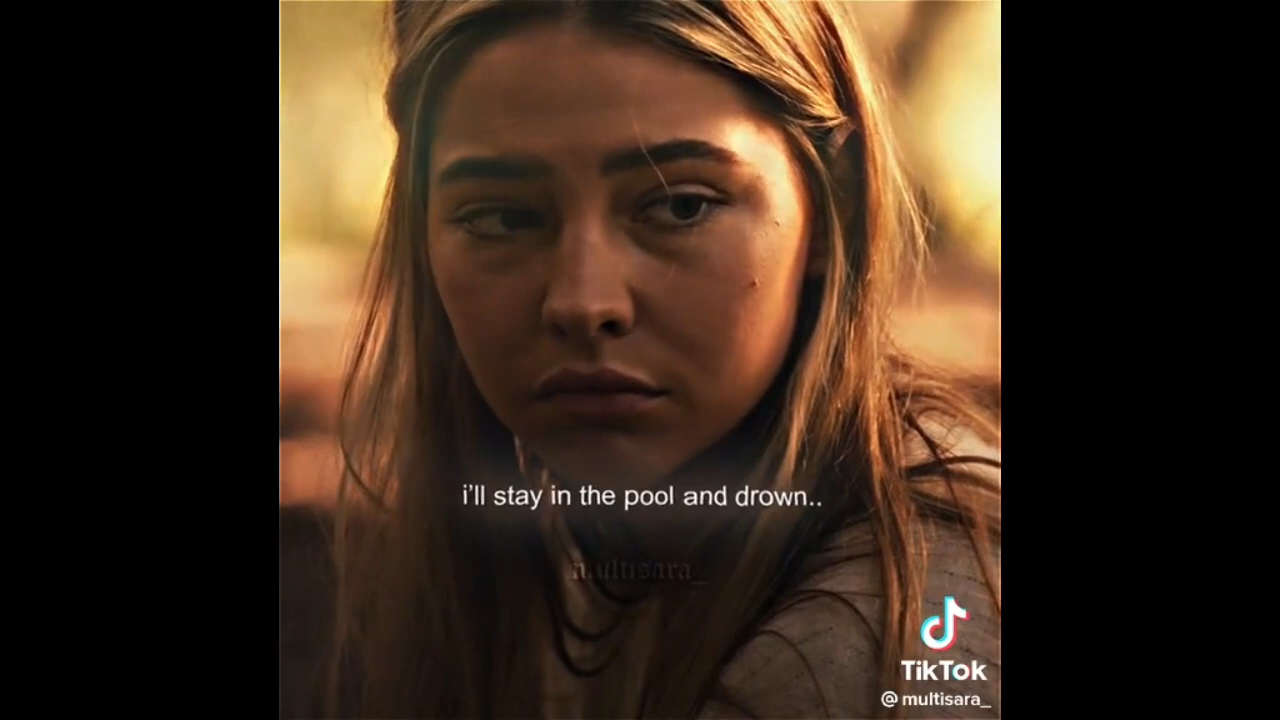 i'll stay in the pool and drown..
multisara_
TikTok
@multisara_